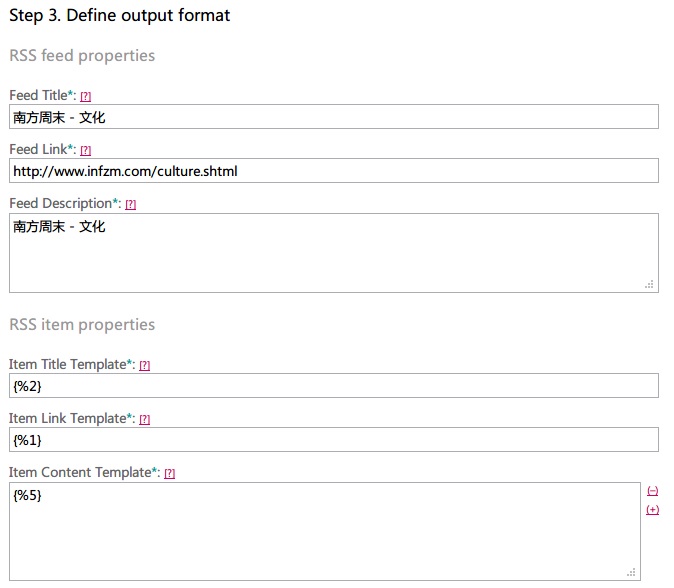 Step 3. Define output format
RSS feed properties
Feed Title*: [?]
南方周末 - 文化
Feed Link*: [?]
http://www.infzm.com/culture.shtml
Feed Description*: [?]
南方周末 - 文化
RSS item properties
Item Title Template*: [?]
{%2}
Item Link Template*: [?]
{%1}
Item Content Template*: [?]
{%5}
(−)
(+)